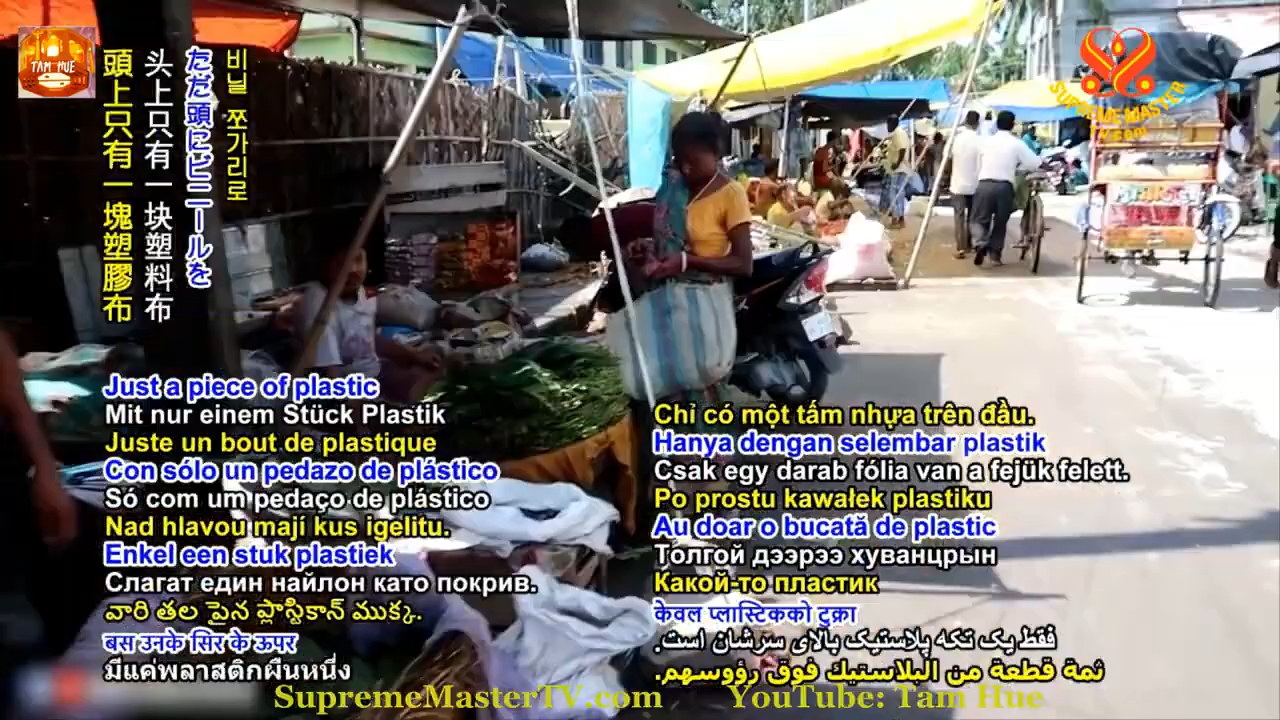 TAM HUE
SUPREME MASTER
TV.com
비닐 쪼가리로
ただ頭にビニールを
头上只有一块塑料布
頭上只有一塊塑膠布
Just a piece of plastic
Mit nur einem Stück Plastik
Juste un bout de plastique
Con sólo un pedazo de plástico
Só com um pedaço de plástico
Nad hlavou mají kus igelitu.
Enkel een stuk plastiek
Слагат един найлон като покрив.
వారి తల పైన ప్లాస్టికాన్ ముక్క.
बस उनके सिर के ऊपर
มีแค่พลาสติกผืนหนึ่ง
Chỉ có một tấm nhựa trên đầu.
Hanya dengan selembar plastik
Csak egy darab fólia van a fejük felett.
Po prostu kawałek plastiku
Au doar o bucată de plastic
Толгой дээрээ хуванцрын
Какой-то пластик
केवल प्लास्टिकको टुक्रा
فقط یک تکه پلاستیک بالای سرشان است.
ثمة قطعة من البلاستيك فوق رؤوسهم.
SupremeMasterTV.com YouTube: Tam Hue